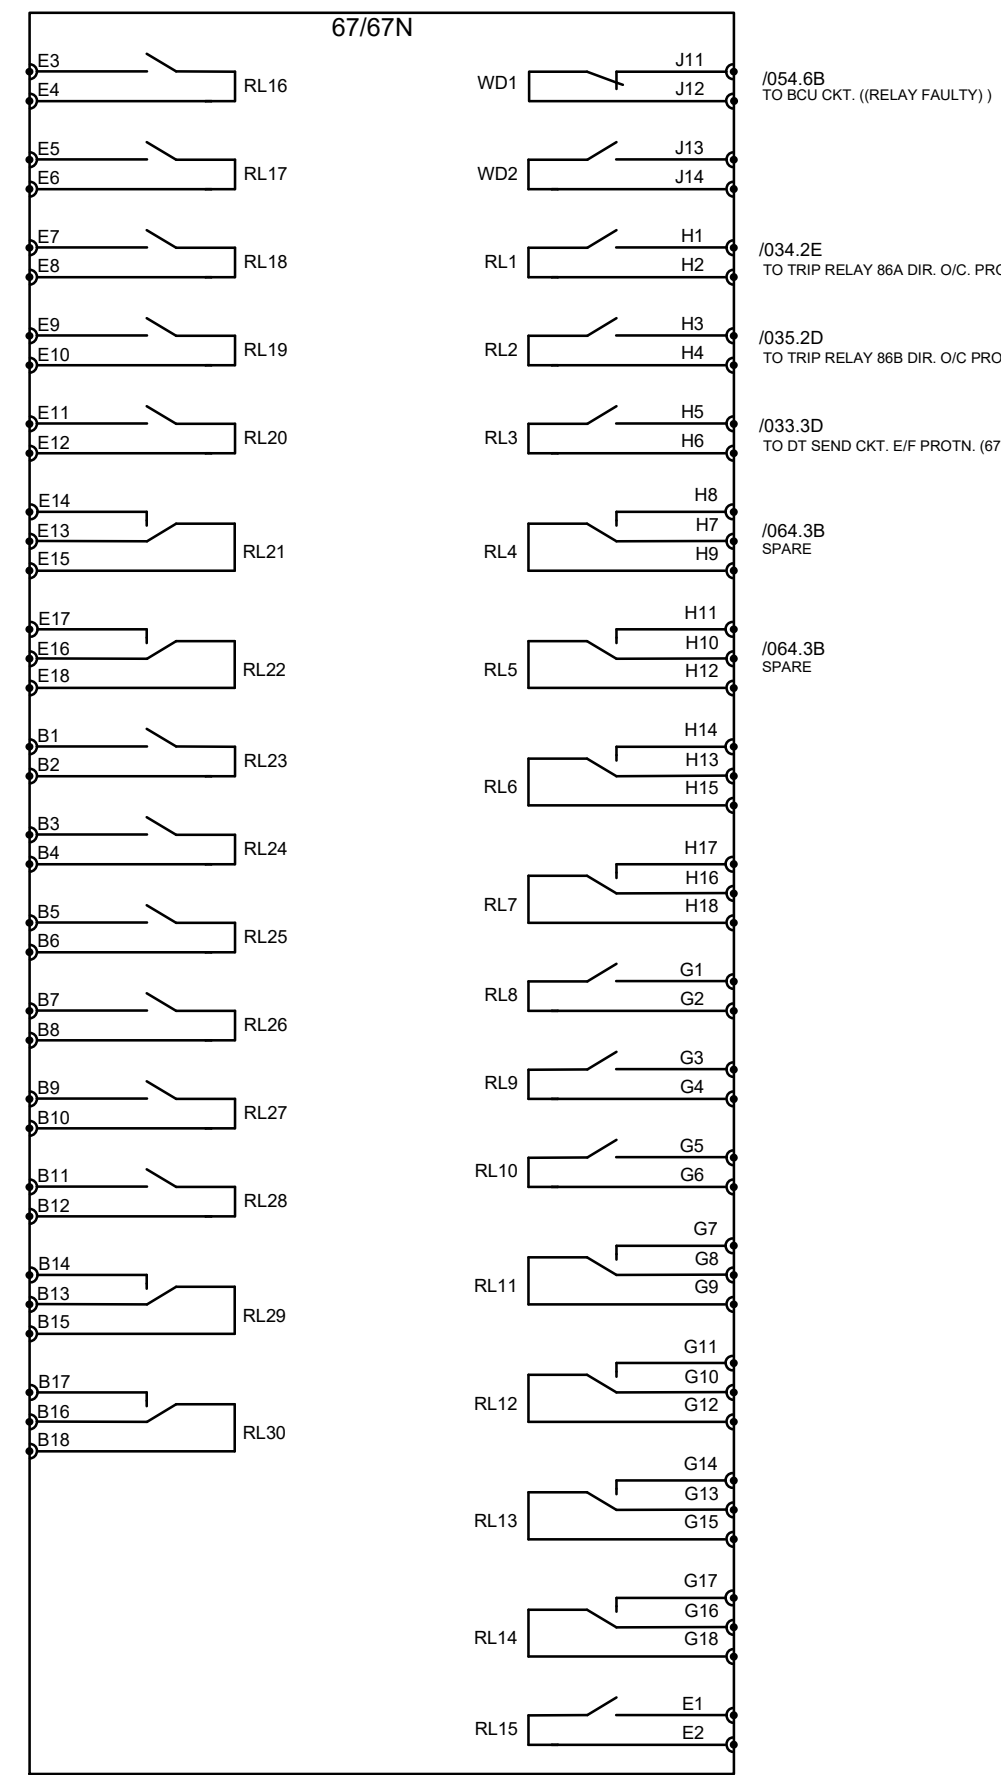 67/67N
E3
E4
RL16
E5
E6
RL17
E7
E8
RL18
E9
E10
RL19
E11
E12
RL20
E14
E13
E15
RL21
E17
E16
E18
RL22
B1
B2
RL23
B3
B4
RL24
B5
B6
RL25
B7
B8
RL26
B9
B10
RL27
B11
B12
RL28
B14
B13
B15
RL29
B17
B16
B18
RL30
WD1
J11
J12
/054.6B
TO BCU CKT. ((RELAY FAULTY) )
WD2
J13
J14
RL1
H1
H2
/034.2E
TO TRIP RELAY 86A DIR. O/C. PRO
RL2
H3
H4
/035.2D
TO TRIP RELAY 86B DIR. O/C PRO
RL3
H5
H6
/033.3D
TO DT SEND CKT. E/F PROTN. (67
RL4
H8
H7
H9
/064.3B
SPARE
RL5
H11
H10
H12
/064.3B
SPARE
RL6
H14
H13
H15
RL7
H17
H16
H18
RL8
G1
G2
RL9
G3
G4
RL10
G5
G6
RL11
G7
G8
G9
RL12
G11
G10
G12
RL13
G14
G13
G15
RL14
G17
G16
G18
RL15
E1
E2